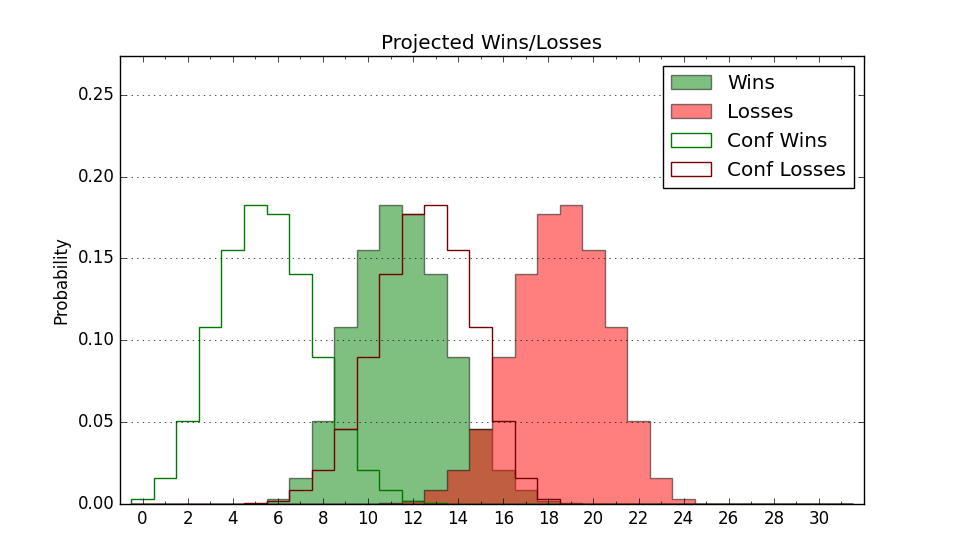 Projected Wins/Losses
Wins
Losses
Conf Wins
Conf Losses
Probability
0.25
0.20
0.15
0.10
0.05
0.00
0 2 4 6 8 10 12 14 16 18 20 22 24 26 28 30